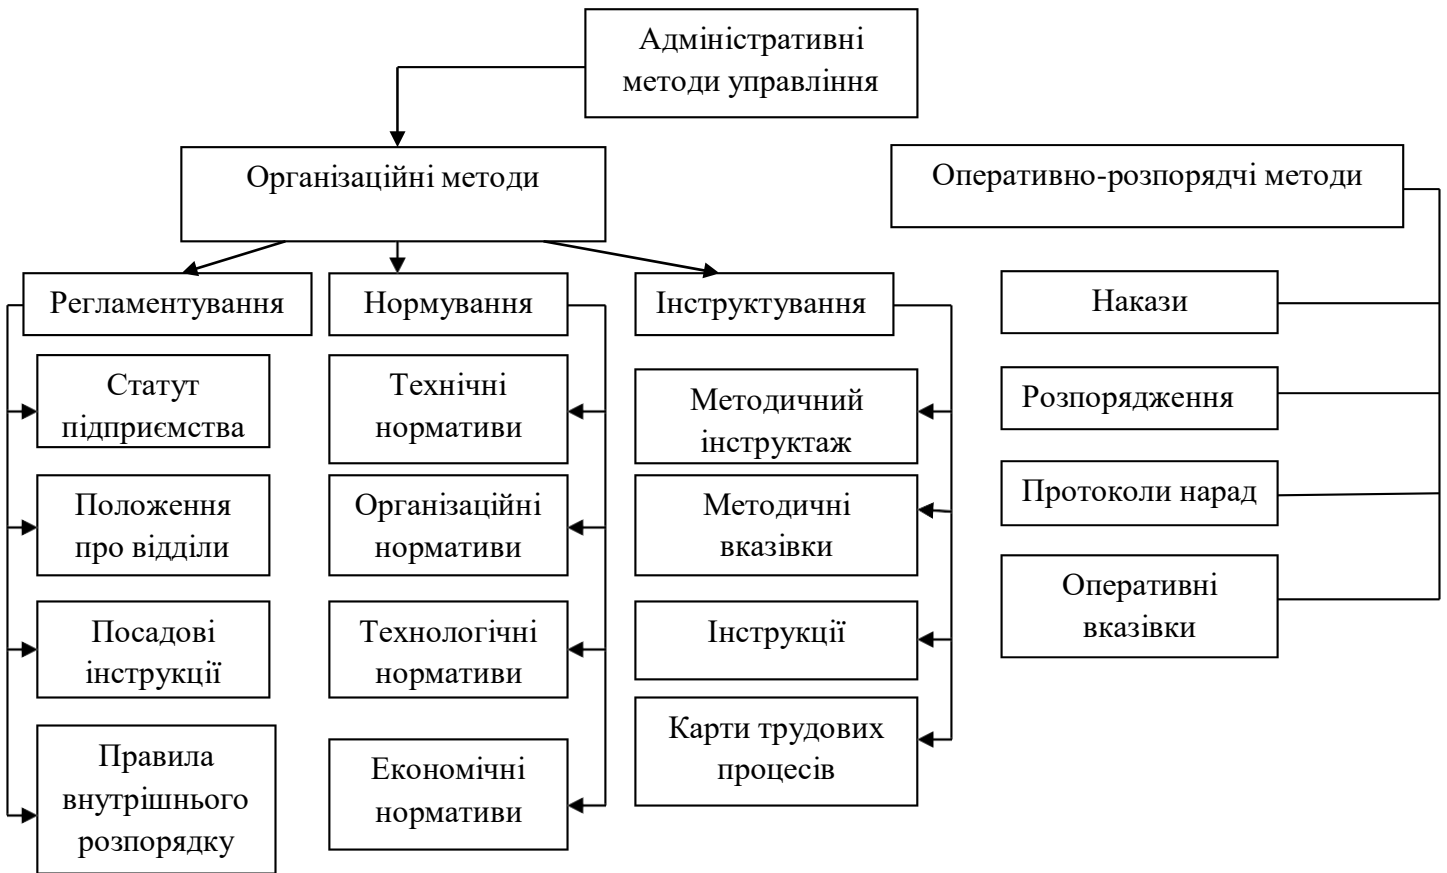 Адміністративні
методи управління
Організаційні методи
Оперативно-розпорядчі методи
Регламентування
Статут
підприємства
Положення
про відділи
Посадові
інструкції
Правила
внутрішнього
розпорядку
Нормування
Технічні
нормативи
Організаційні
нормативи
Технологічні
нормативи
Економічні
нормативи
Інструктування
Методичний
інструктаж
Методичні
вказівки
Інструкції
Карти трудових
процесів
Накази
Розпорядження
Протоколи нарад
Оперативні
вказівки